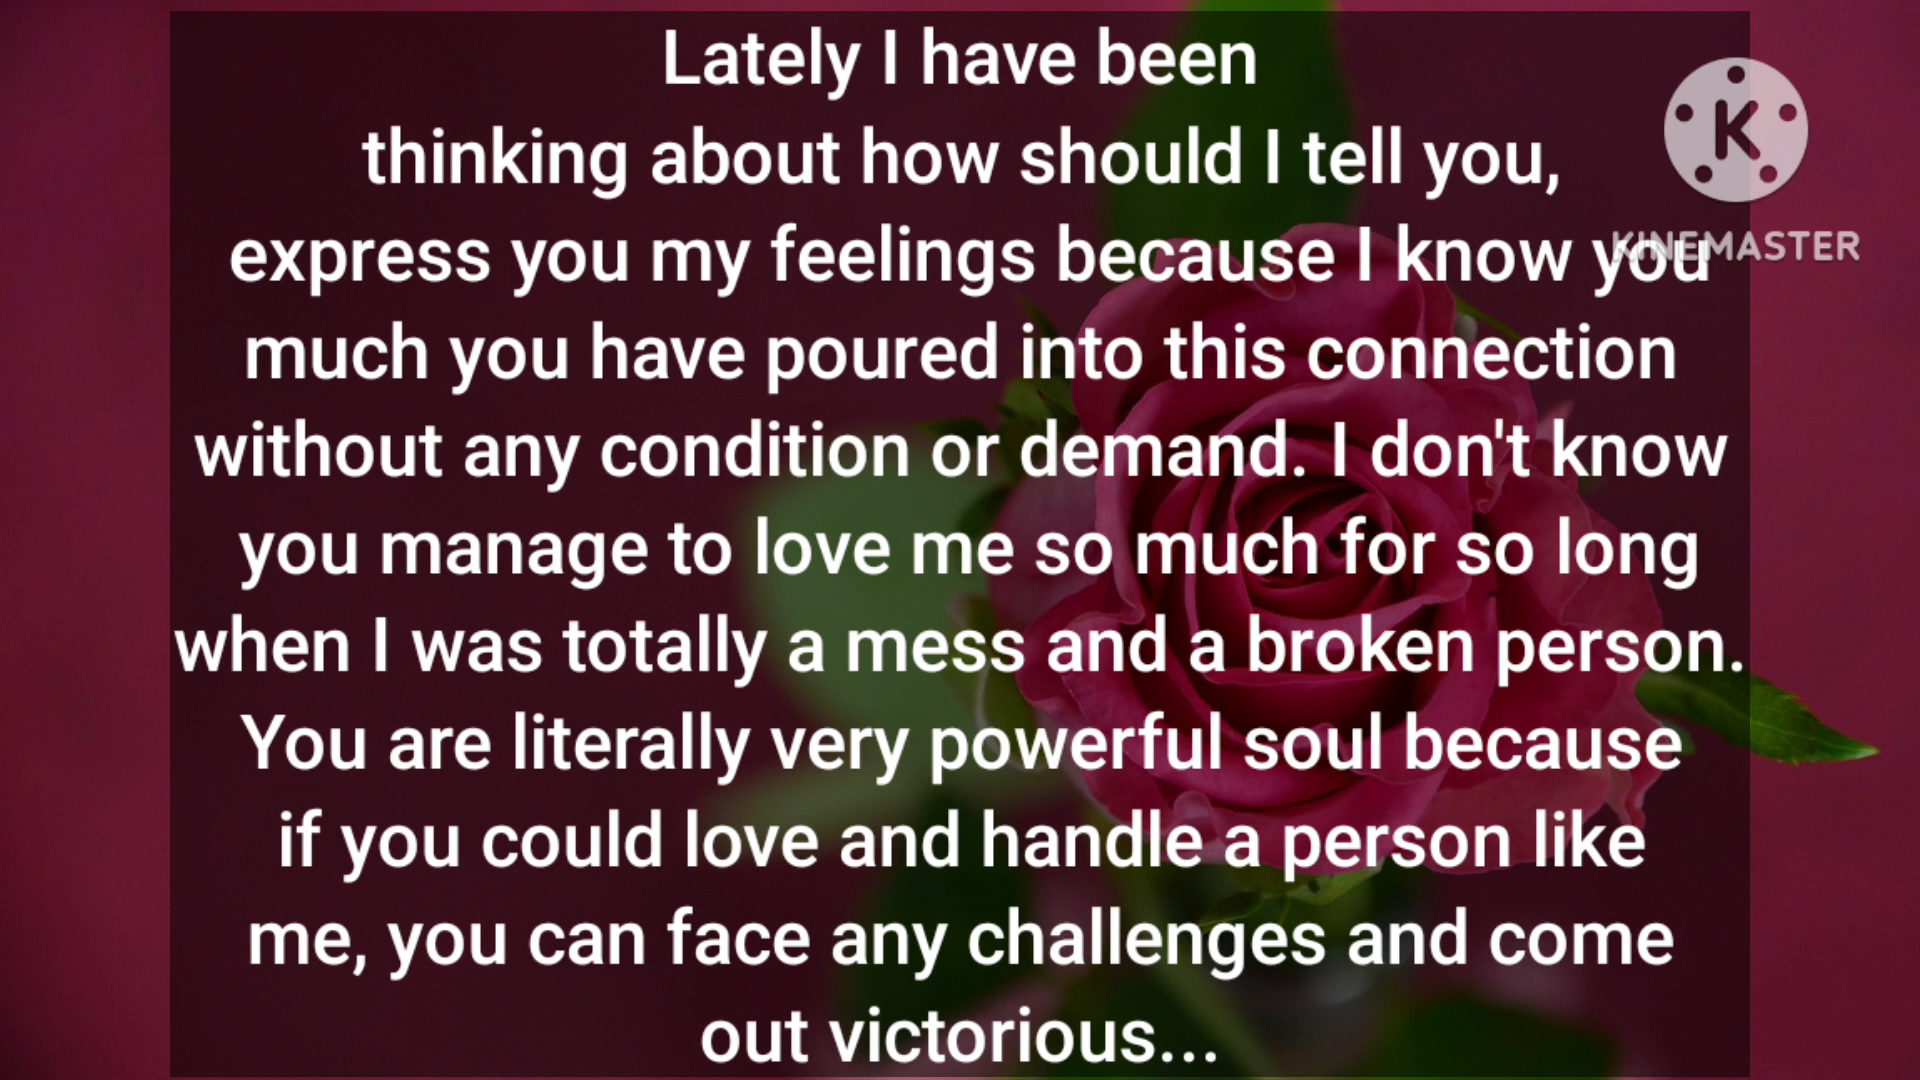 Lately I have been
thinking about how should I tell you,
express you my feelings because I know you
much you have poured into this connection
without any condition or demand. I don't know
you manage to love me so much for so long
when I was totally a mess and a broken person.
You are literally very powerful soul because
if you could love and handle a person like
me, you can face any challenges and come
out victorious...
K
KINEMASTER